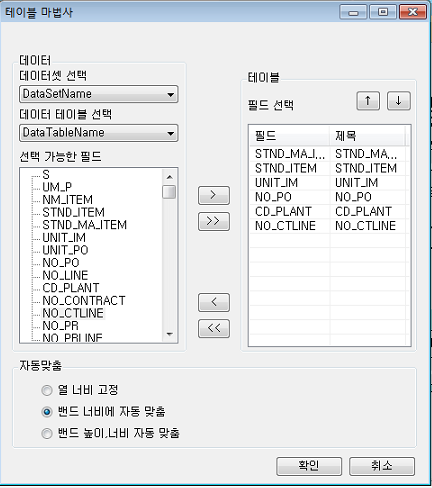 테이블 마법사
데이터
데이터셋 선택
DataSetName
데이터 테이블 선택
DataTableName
선택 가능한 필드
S
UM_P
NM_ITEM
STND_ITEM
STND_MA_ITEM
UNIT_IM
UNIT_PO
NO_PO
NO_LINE
CD_PLANT
NO_CONTRACT
NO_CTLINE
NO_PR
NO_PRLINE
>
>>
<
<<
테이블
필드 선택
↑ ↓
필드 제목
STND_MA_I... STND_MA...
STND_ITEM STND_ITEM
UNIT_IM UNIT_IM
NO_PO NO_PO
CD_PLANT CD_PLANT
NO_CTLINE NO_CTLINE
자동맞춤
열 너비 고정
밴드 너비에 자동 맞춤
밴드 높이,너비 자동 맞춤
확인 취소